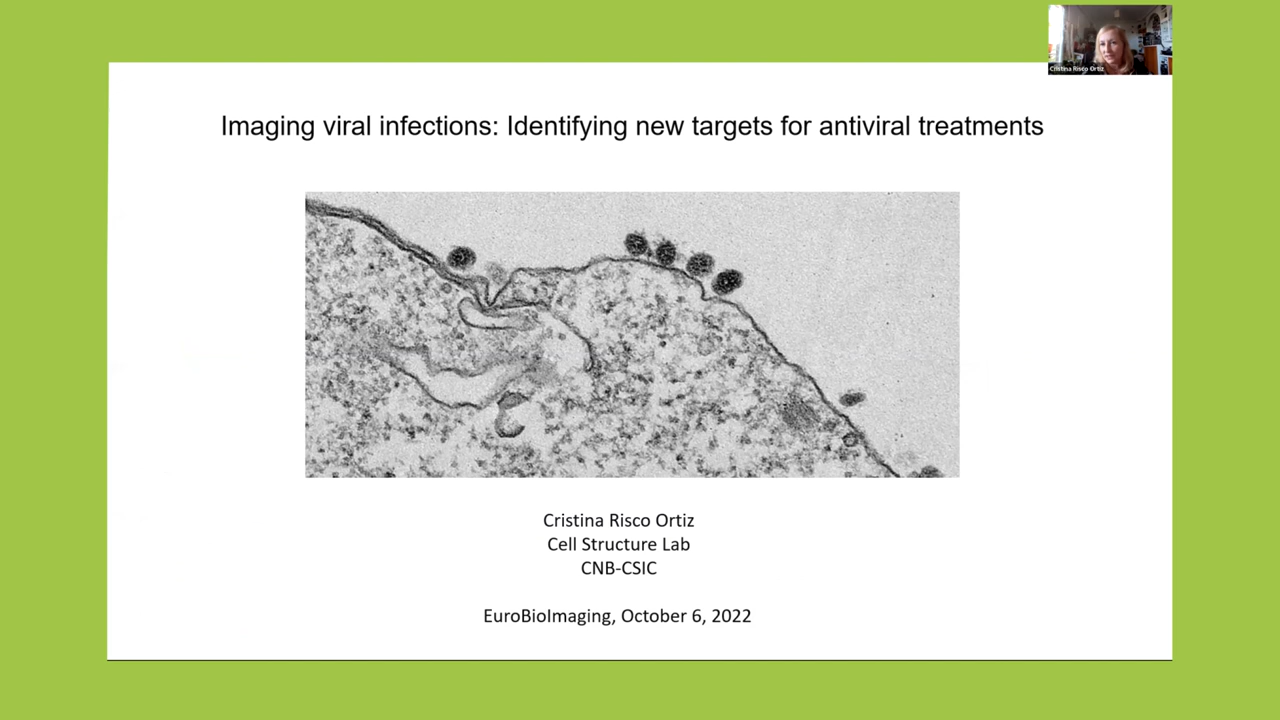 Cristina Risco Ortiz
Imaging viral infections: Identifying new targets for antiviral treatments
Cristina Risco Ortiz
Cell Structure Lab
CNB-CSIC
EuroBioImaging, October 6, 2022